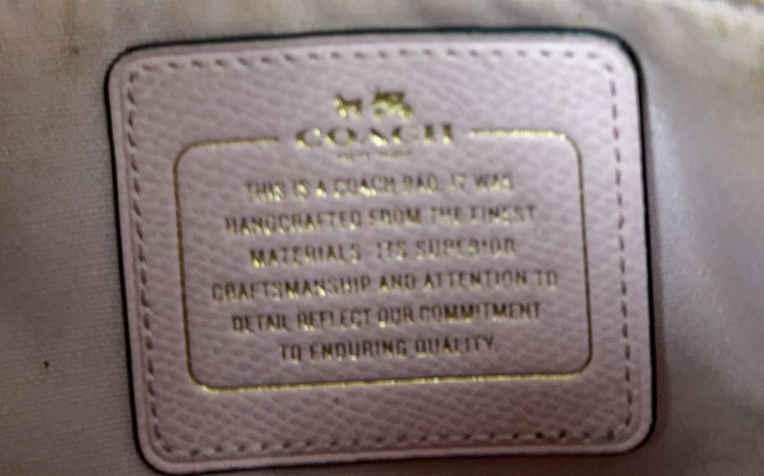 COACH
THIS IS A COACH BAG. IT WAS
HANDCRAFTED FROM THE FINEST
MATERIALS. ITS SUPERIOR
CRAFTSMANSHIP AND ATTENTION TO
DETAIL REFLECT OUR COMMITMENT
TO ENDURING QUALITY.